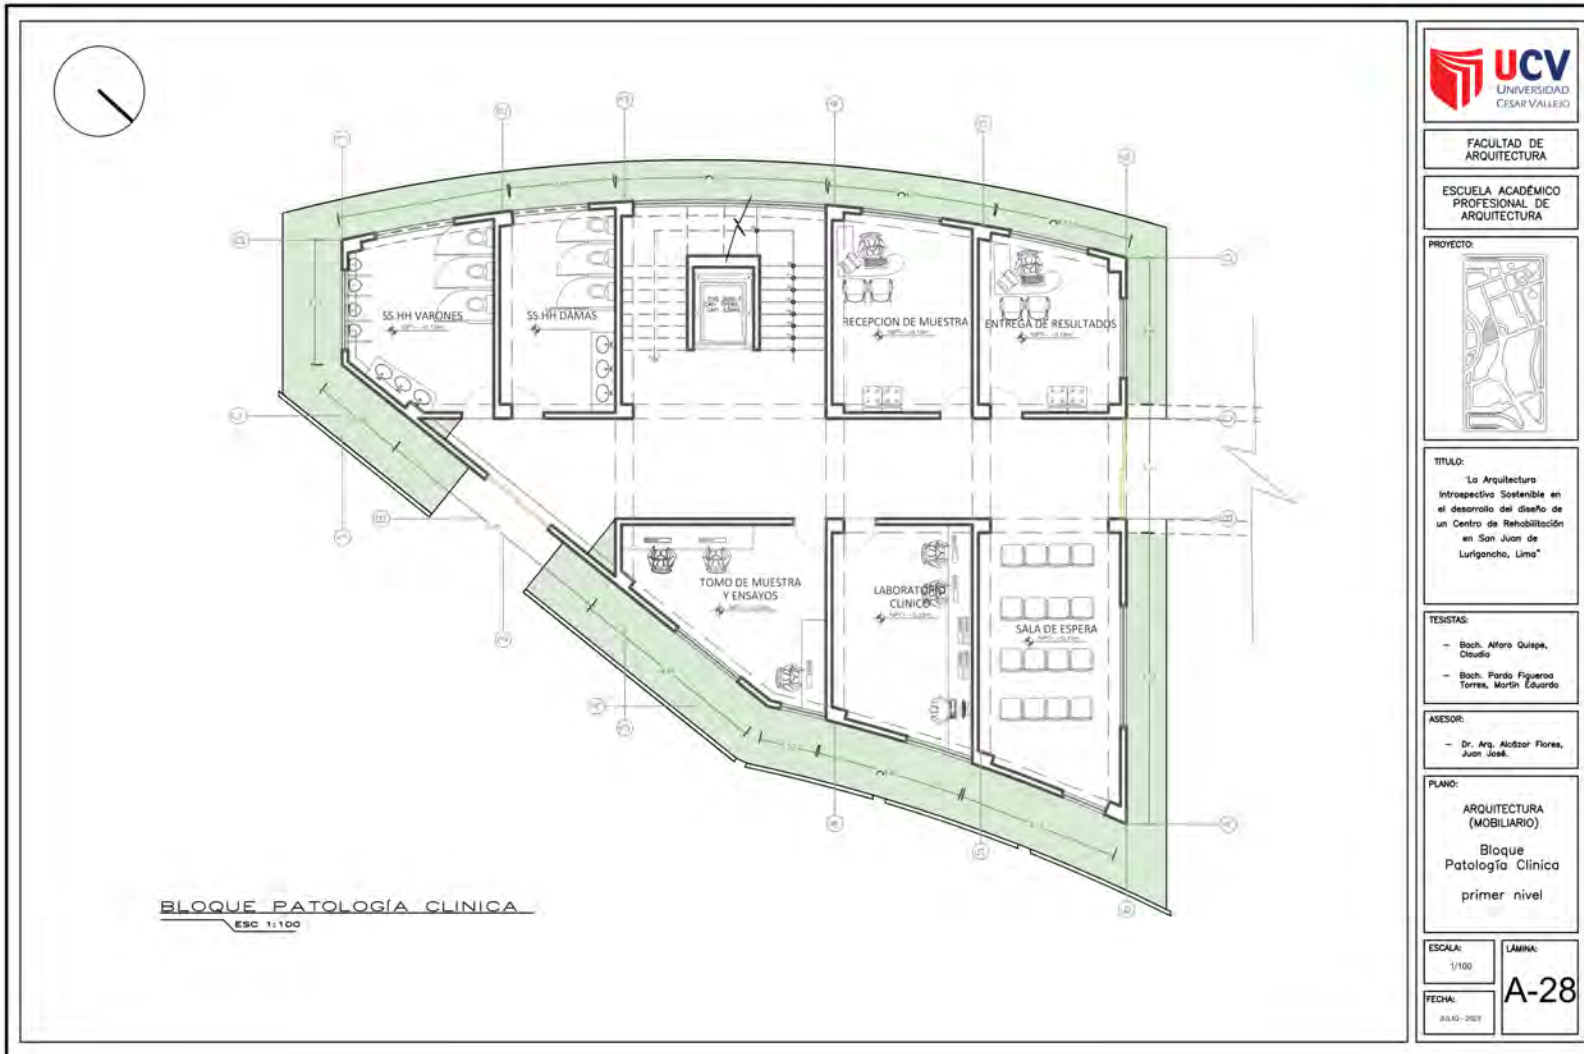 UCV
UNIVERSIDAD
CESAR VALLEJO
FACULTAD DE
ARQUITECTURA
ESCUELA ACADÉMICO
PROFESIONAL DE
ARQUITECTURA
PROYECTO:
TITULO:
"La Arquitectura
Introspectiva Sostenible en
el desarrollo del diseño de
un Centro de Rehabilitación
en San Juan de
Lurigancho, Lima"
TESISTAS:
- Bach. Alfaro Quispe,
Claudia
- Bach. Pardo Figueroa
Torres, Martin Eduardo
ASESOR:
- Dr. Arq. Alcázar Flores,
Juan José.
PLANO:
ARQUITECTURA
(MOBILIARIO)
Bloque
Patología Clinica
primer nivel
ESCALA:
1/100
LÁMINA:
A-28
FECHA:
SS.HH VARONES
SS.HH DAMAS
RECEPCION DE MUESTRA
ENTREGA DE RESULTADOS
TOMO DE MUESTRA
Y ENSAYOS
LABORATORIO
CLINICO
SALA DE ESPERA
BLOQUE PATOLOGÍA CLINICA
ESC 1:100